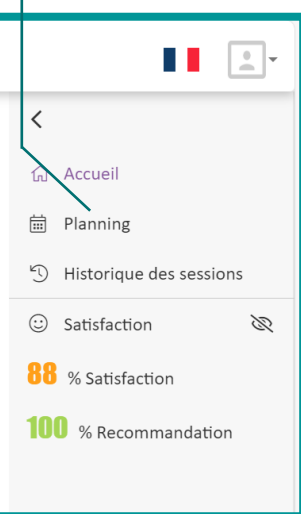 Accueil
Planning
Historique des sessions
Satisfaction
88 % Satisfaction
100 % Recommandation